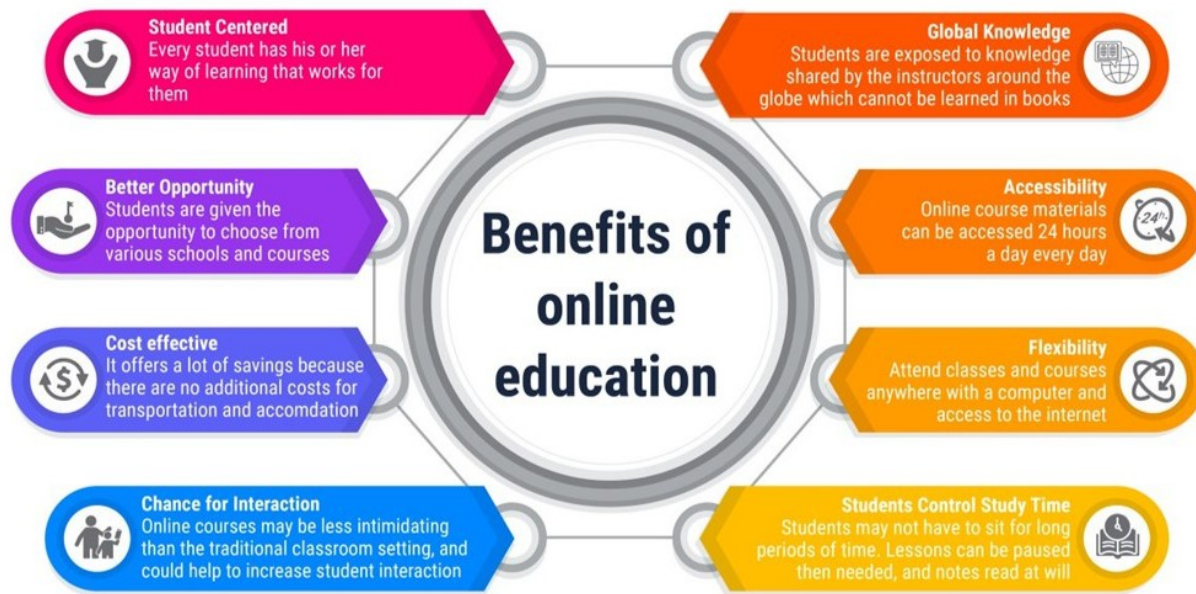 Student Centered
Every student has his or her
way of learning that works for
them
Better Opportunity
Students are given the
opportunity to choose from
various schools and courses
Cost effective
It offers a lot of savings because
there are no additional costs for
transportation and accomdation
Chance for Interaction
Online courses may be less intimidating
than the traditional classroom setting, and
could help to increase student interaction
Benefits of
online
education
Global Knowledge
Students are exposed to knowledge
shared by the instructors around the
globe which cannot be learned in books
Accessibility
Online course materials
can be accessed 24 hours
a day every day
24h.
Flexibility
Attend classes and courses
anywhere with a computer and
access to the internet
Students Control Study Time
Students may not have to sit for long
periods of time. Lessons can be paused
then needed, and notes read at will